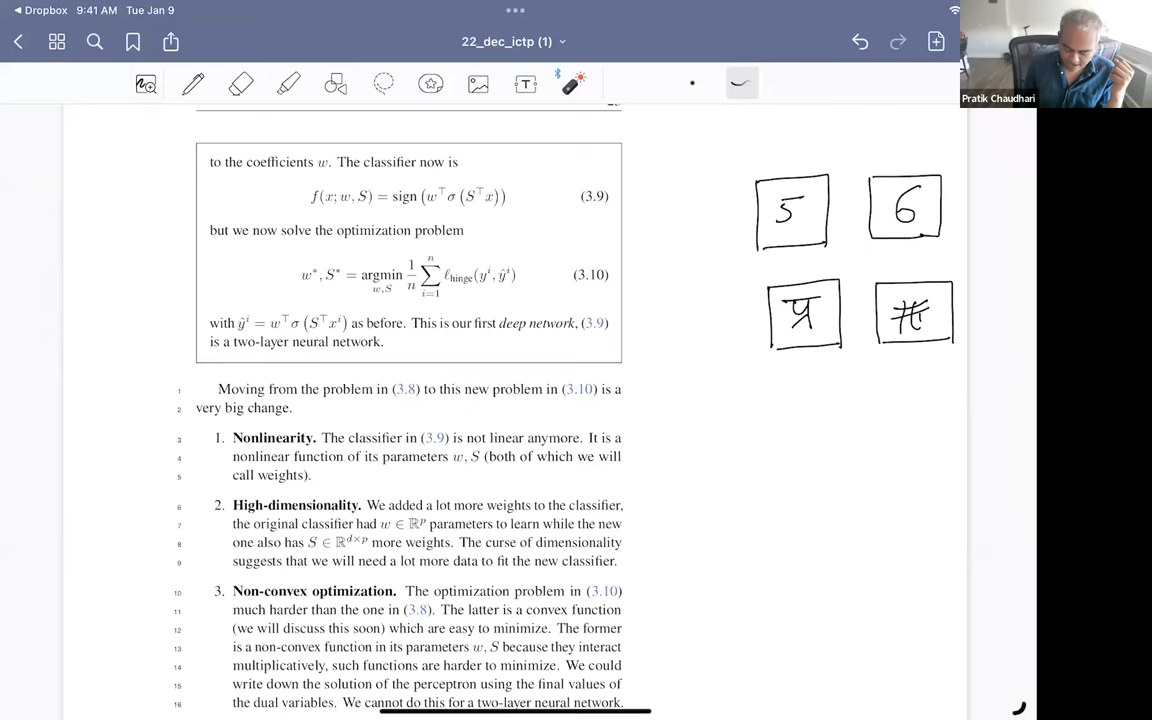 Dropbox 9:41 AM Tue Jan 9
22_dec_ictp (1)
T
Pratik Chaudhari
to the coefficients w. The classifier now is
f(x; w, S) = sign (w⊤σ (S⊤x)) (3.9)
but we now solve the optimization problem
w*, S* = argmin_{w,S} 1/n ∑_{i=1}^{n} ℓ_hinge(y^i, ŷ^i) (3.10)
with ŷ^i = w⊤σ (S⊤x^i) as before. This is our first deep network, (3.9)
is a two-layer neural network.
1 Moving from the problem in (3.8) to this new problem in (3.10) is a
2 very big change.
3 1. Nonlinearity. The classifier in (3.9) is not linear anymore. It is a
4 nonlinear function of its parameters w, S (both of which we will
5 call weights).
6 2. High-dimensionality. We added a lot more weights to the classifier,
7 the original classifier had w ∈ ℝ^p parameters to learn while the new
8 one also has S ∈ ℝ^{d×p} more weights. The curse of dimensionality
9 suggests that we will need a lot more data to fit the new classifier.
10 3. Non-convex optimization. The optimization problem in (3.10)
11 much harder than the one in (3.8). The latter is a convex function
12 (we will discuss this soon) which are easy to minimize. The former
13 is a non-convex function in its parameters w, S because they interact
14 multiplicatively, such functions are harder to minimize. We could
15 write down the solution of the perceptron using the final values of
16 the dual variables. We cannot do this for a two-layer neural network.
5 6